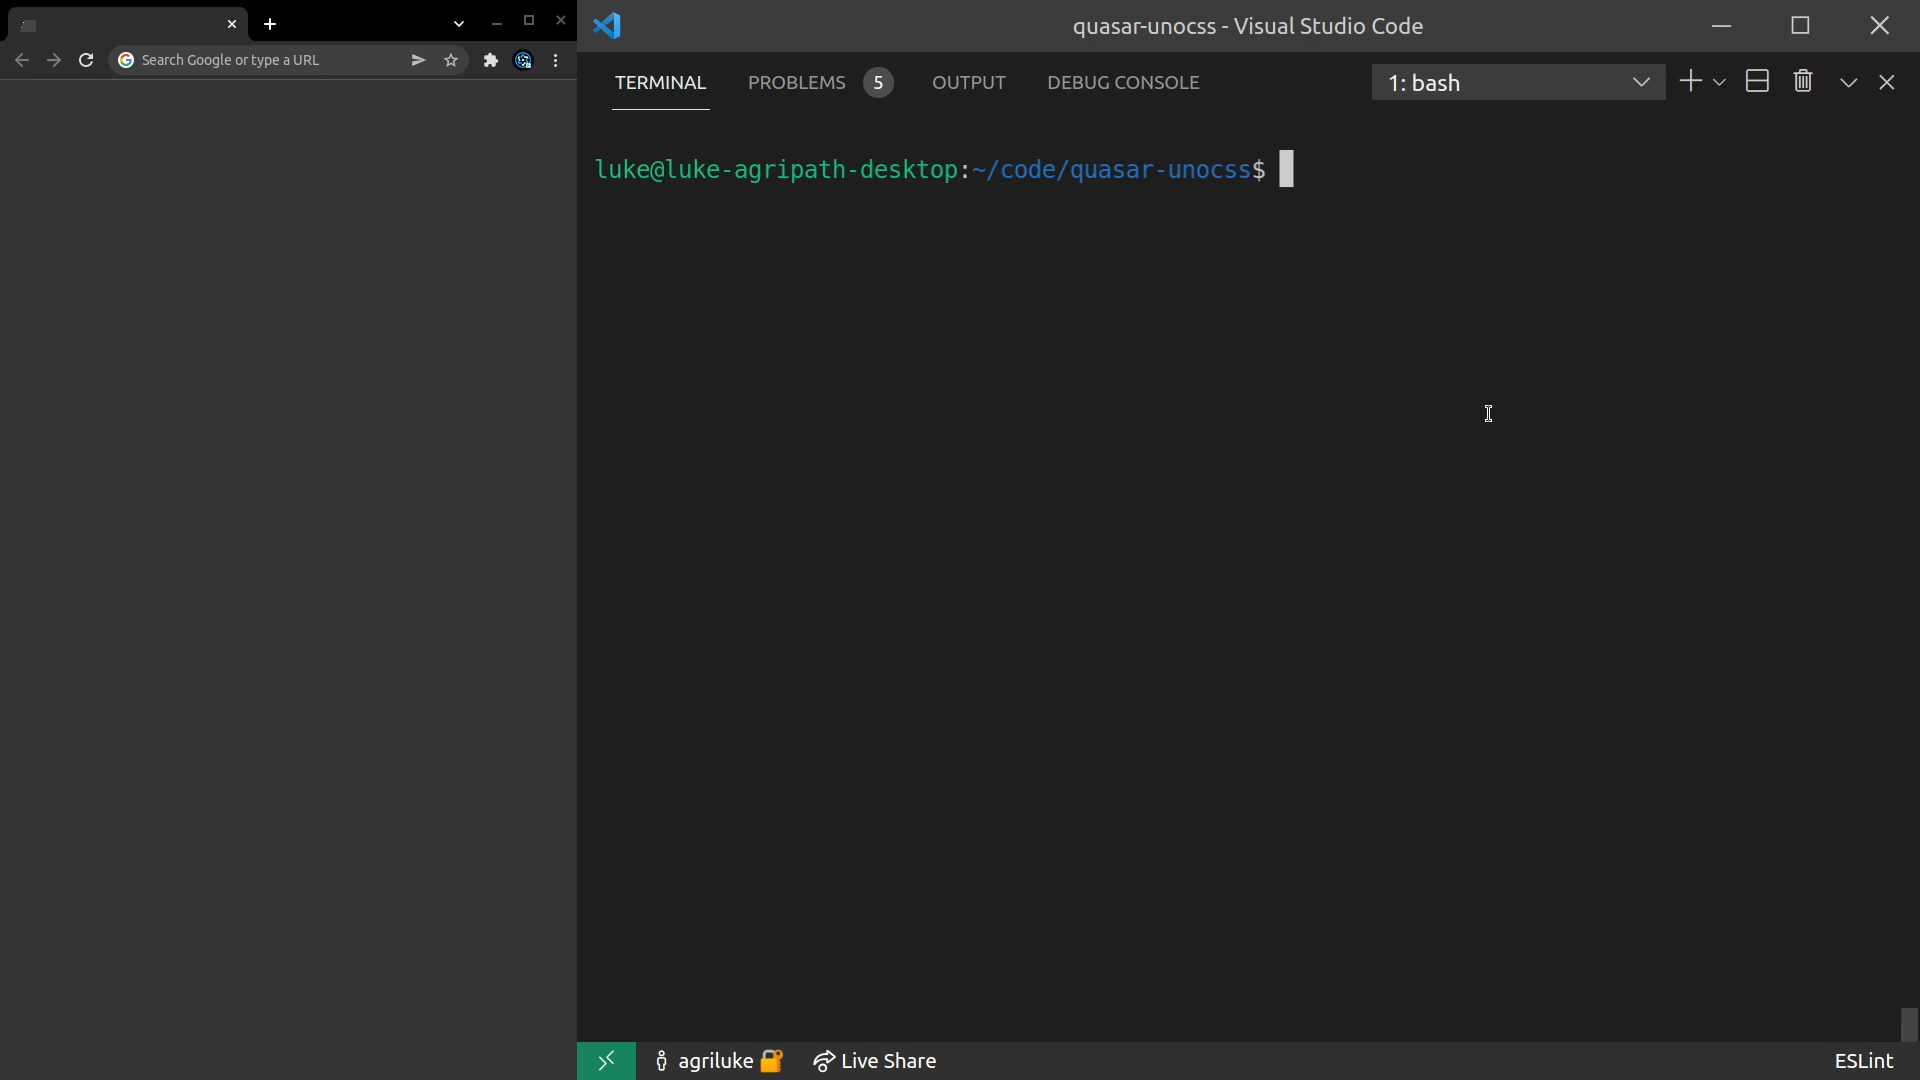 Search Google or type a URL
quasar-unocss - Visual Studio Code
TERMINAL PROBLEMS 5 OUTPUT DEBUG CONSOLE 1: bash
luke@luke-agripath-desktop:~/code/quasar-unocss$
agriluke Live Share ESLint